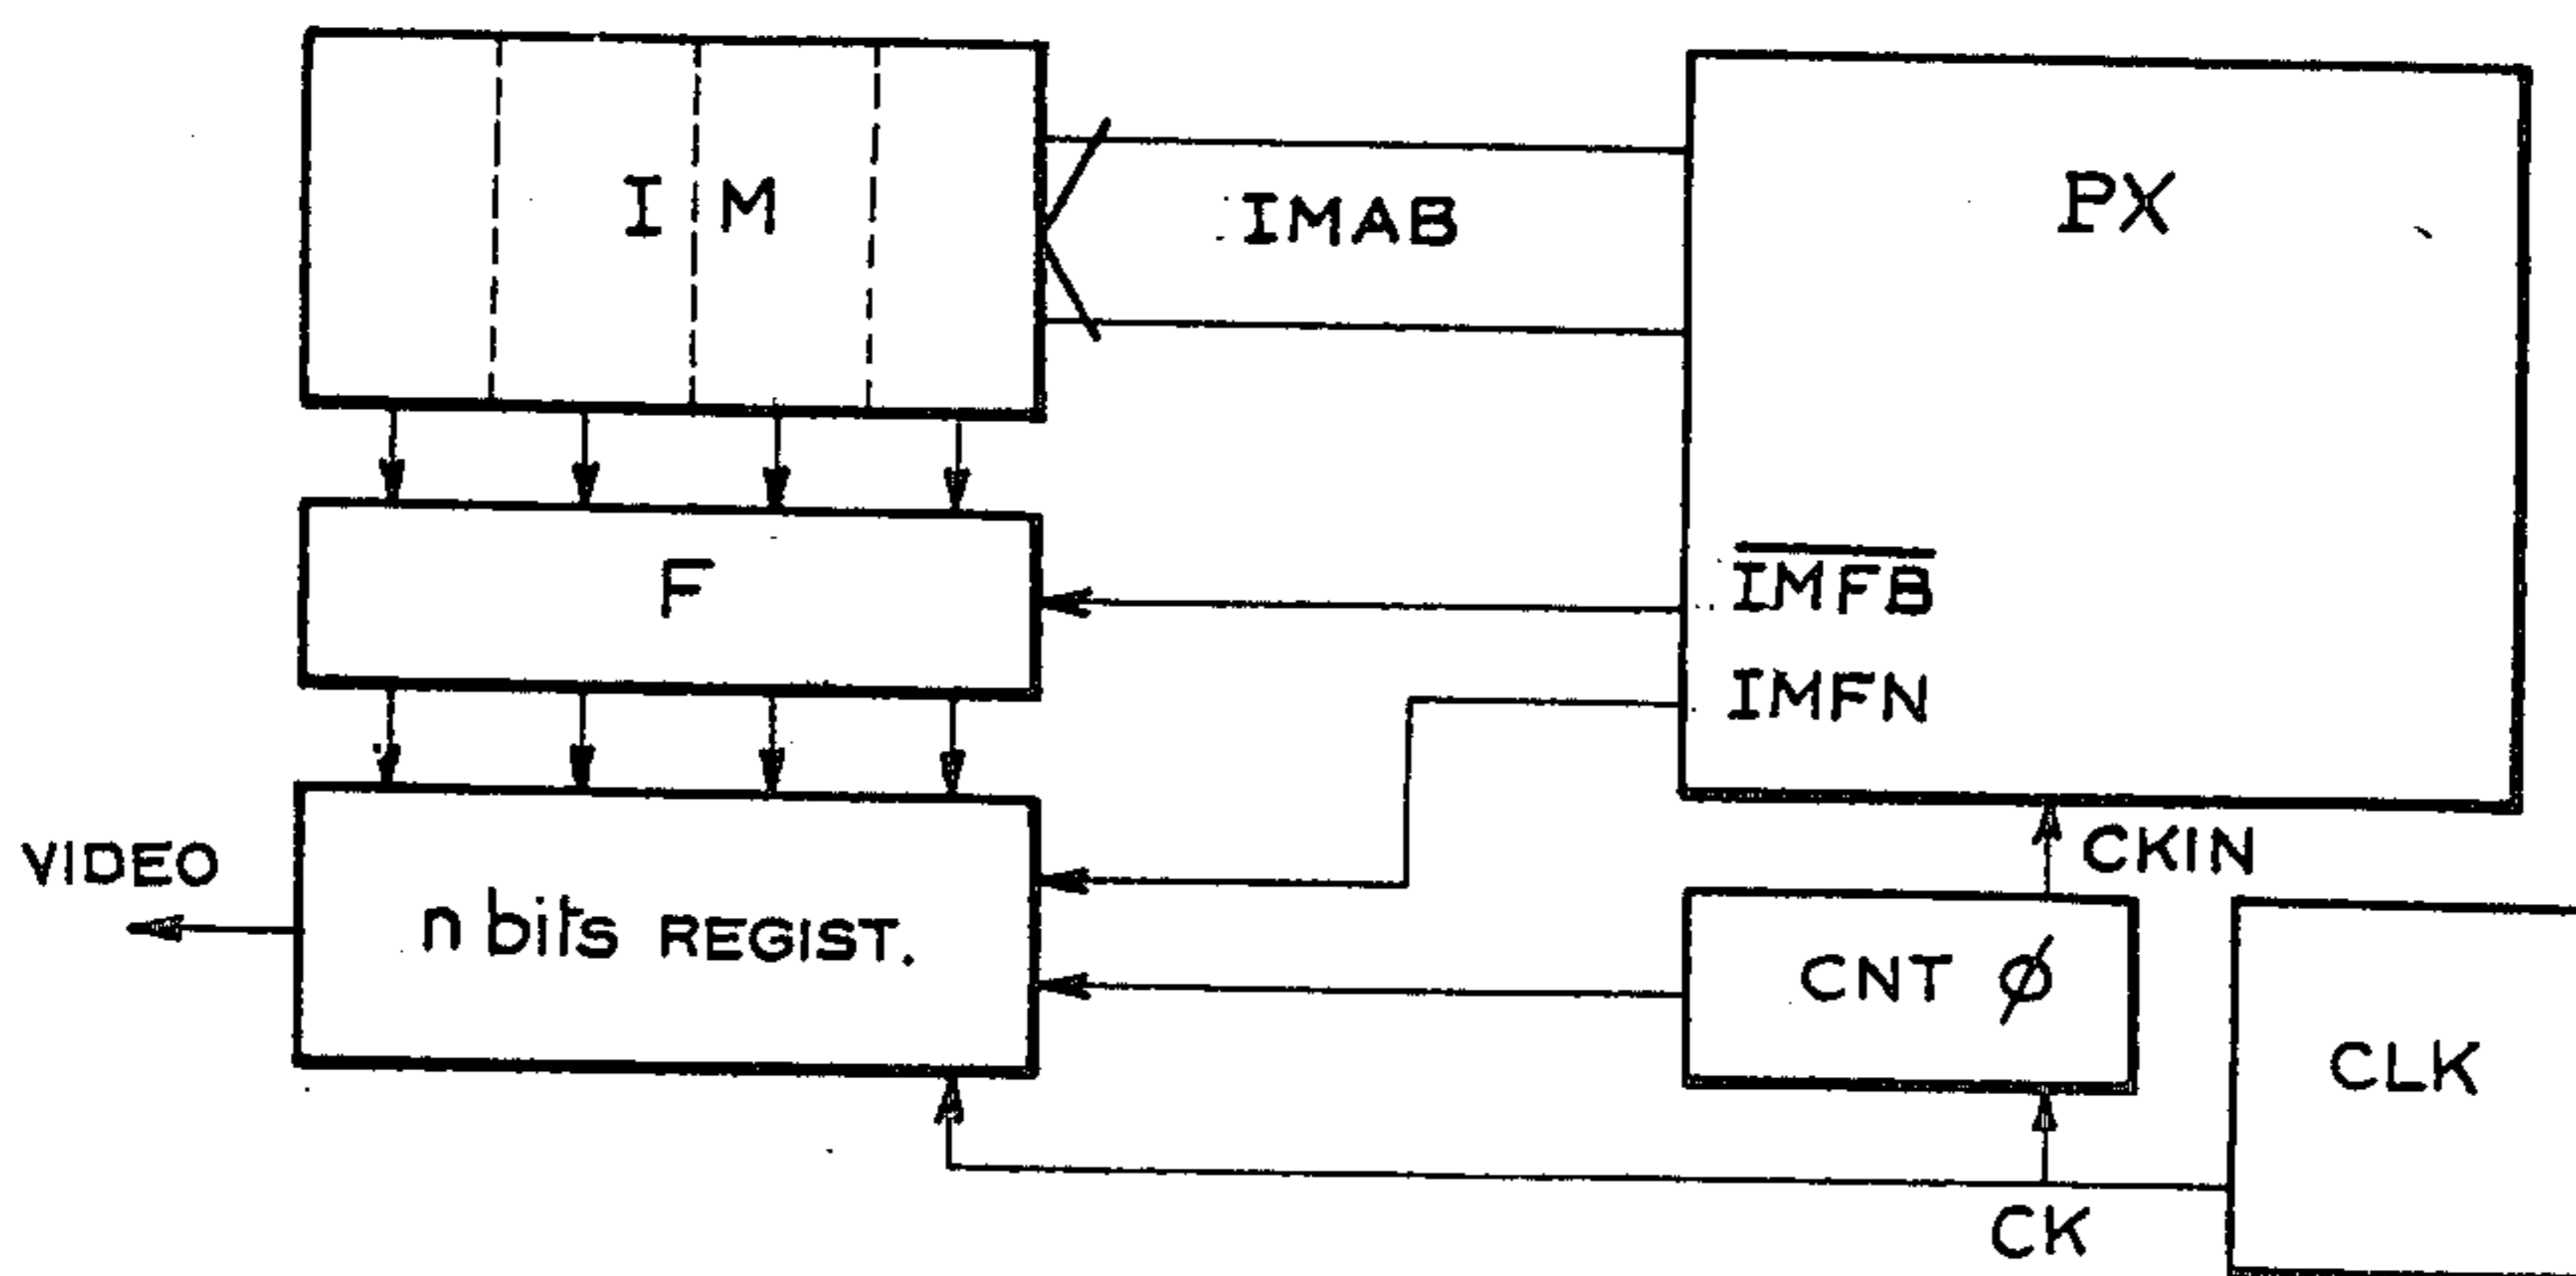 I M
IMAB
PX
F
IMFB
IMFN
VIDEO
n bits REGIST.
CKIN
CNT ϕ
CLK
CK